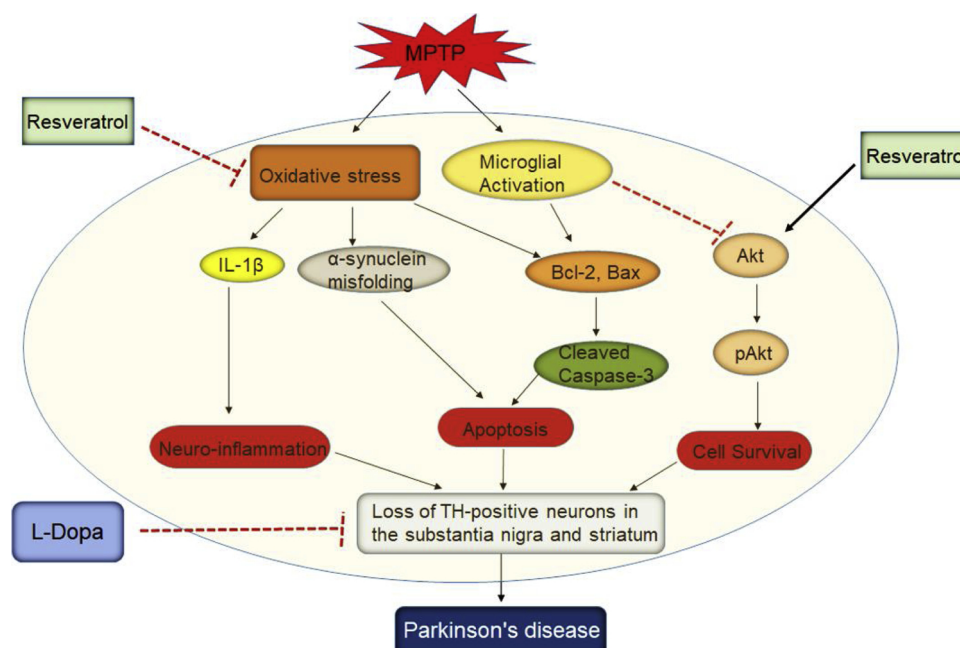 MPTP
Resveratrol
Resveratrol
Oxidative stress
Microglial
Activation
IL-1β
α-synuclein
misfolding
Bcl-2, Bax
Akt
Cleaved
Caspase-3
pAkt
Neuro-inflammation
Apoptosis
Cell Survival
L-Dopa
Loss of TH-positive neurons in
the substantia nigra and striatum
Parkinson's disease